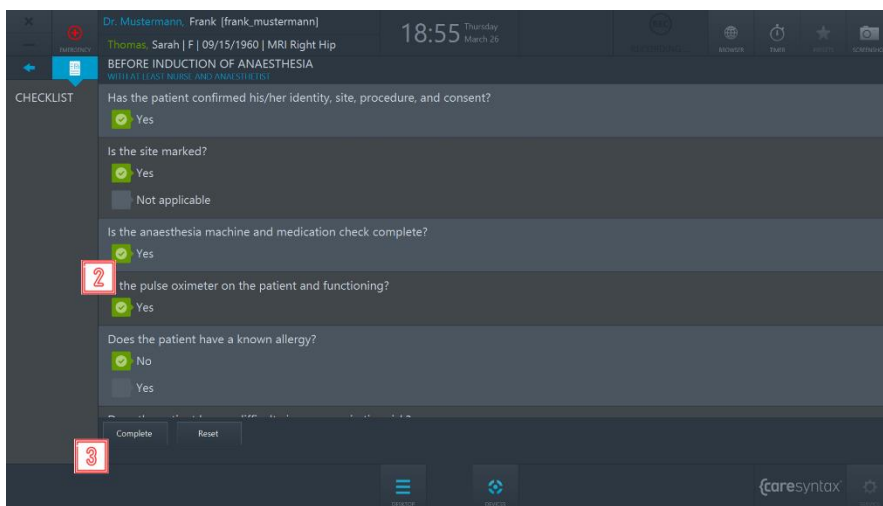 Dr. Mustermann, Frank [frank_mustermann]
Thomas, Sarah | F | 09/15/1960 | MRI Right Hip
18:55 Thursday
March 26
EMERGENCY
BROWSER
TIMER
BEFORE INDUCTION OF ANAESTHESIA
WITH AT LEAST NURSE AND ANAESTHETIST
CHECKLIST
Has the patient confirmed his/her identity, site, procedure, and consent?
Yes
Is the site marked?
Yes
Not applicable
Is the anaesthesia machine and medication check complete?
Yes
2
the pulse oximeter on the patient and functioning?
Yes
Does the patient have a known allergy?
No
Yes
Complete
Reset
3
{caresyntax